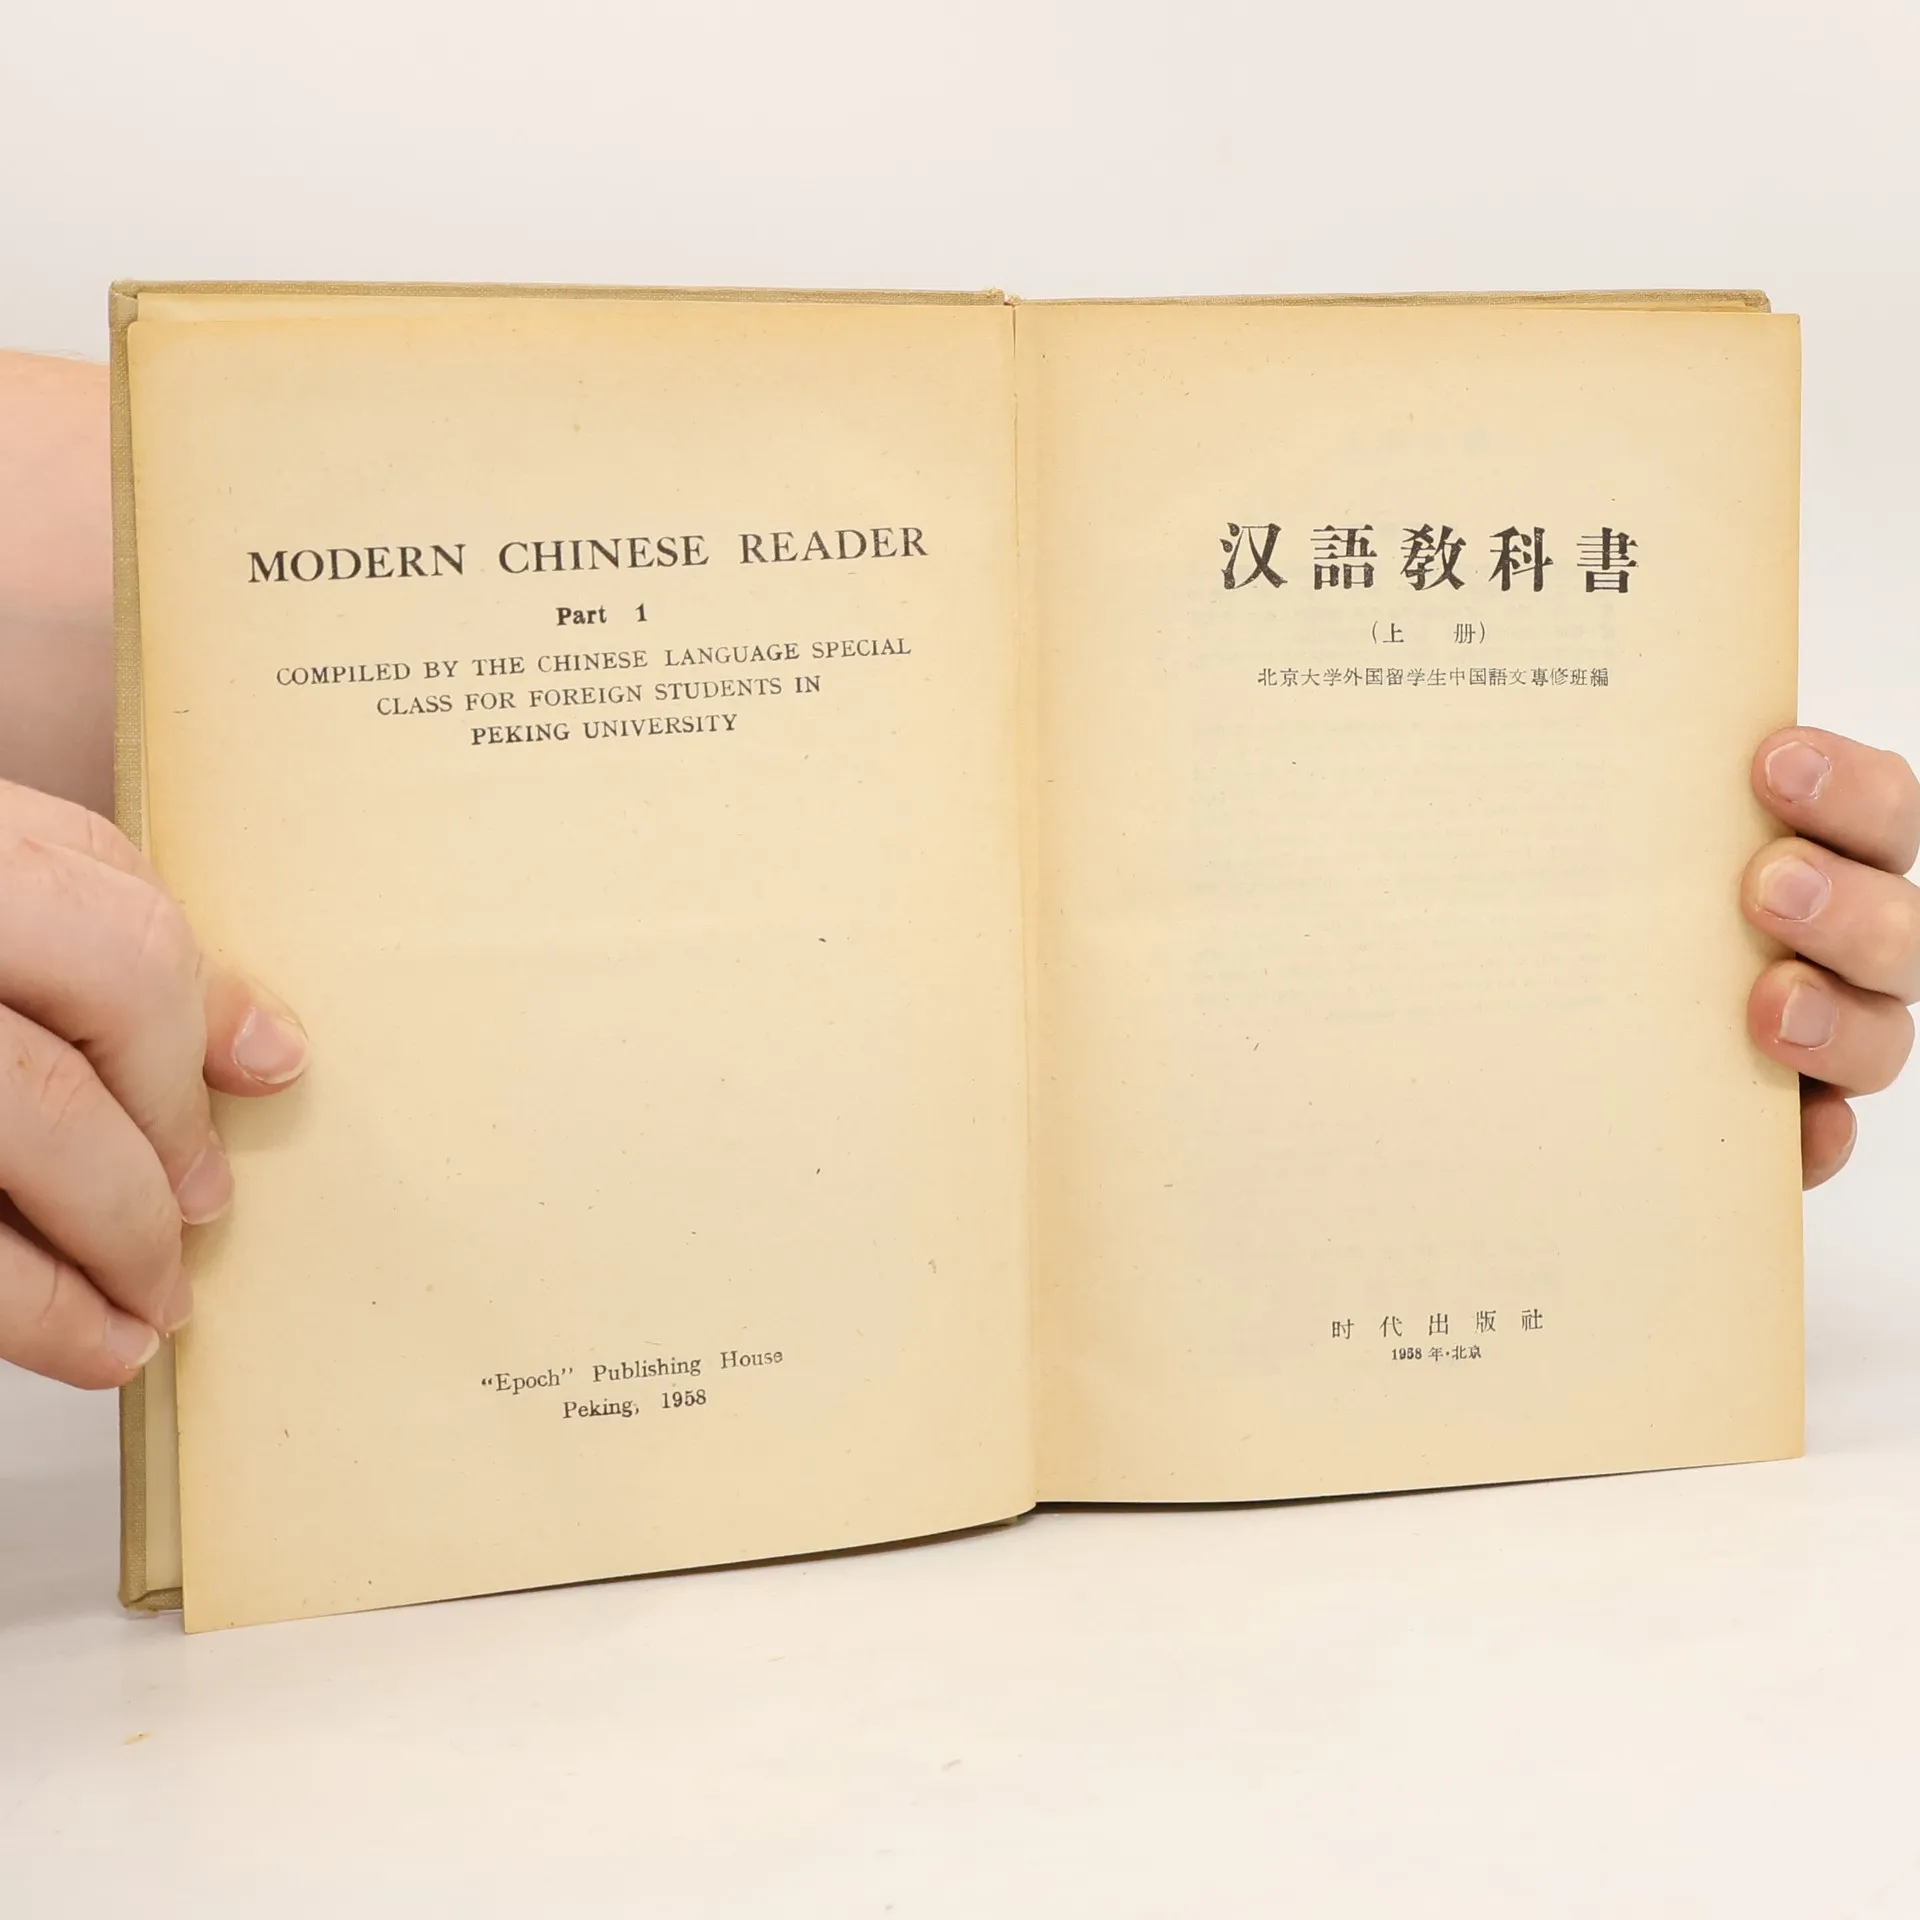 MODERN CHINESE READER
Part 1
COMPILED BY THE CHINESE LANGUAGE SPECIAL
CLASS FOR FOREIGN STUDENTS IN
PEKING UNIVERSITY
“Epoch” Publishing House
Peking, 1958
汉語教科書
(上 册)
北京大学外国留学生中国語文專修班編
时代出版社
1958 年·北京